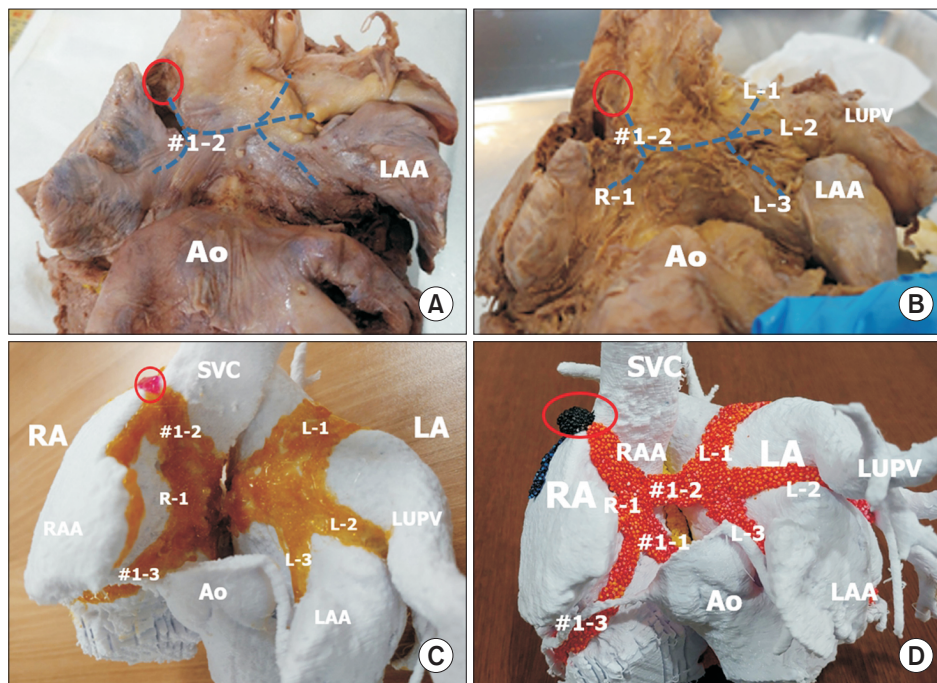 #1-2
LAA
Ao
A
L-1
L-2
LUPV
#1-2
LAA
R-1
L-3
Ao
B
SVC
RA
#1-2
L-1
LA
R-1
RAA
L-2
LUPV
L-3
#1-3
Ao
LAA
C
SVC
RAA
L-1
LA
LUPV
RA
R-1
#1-2
L-2
#1-1
L-3
Ao
LAA
#1-3
D